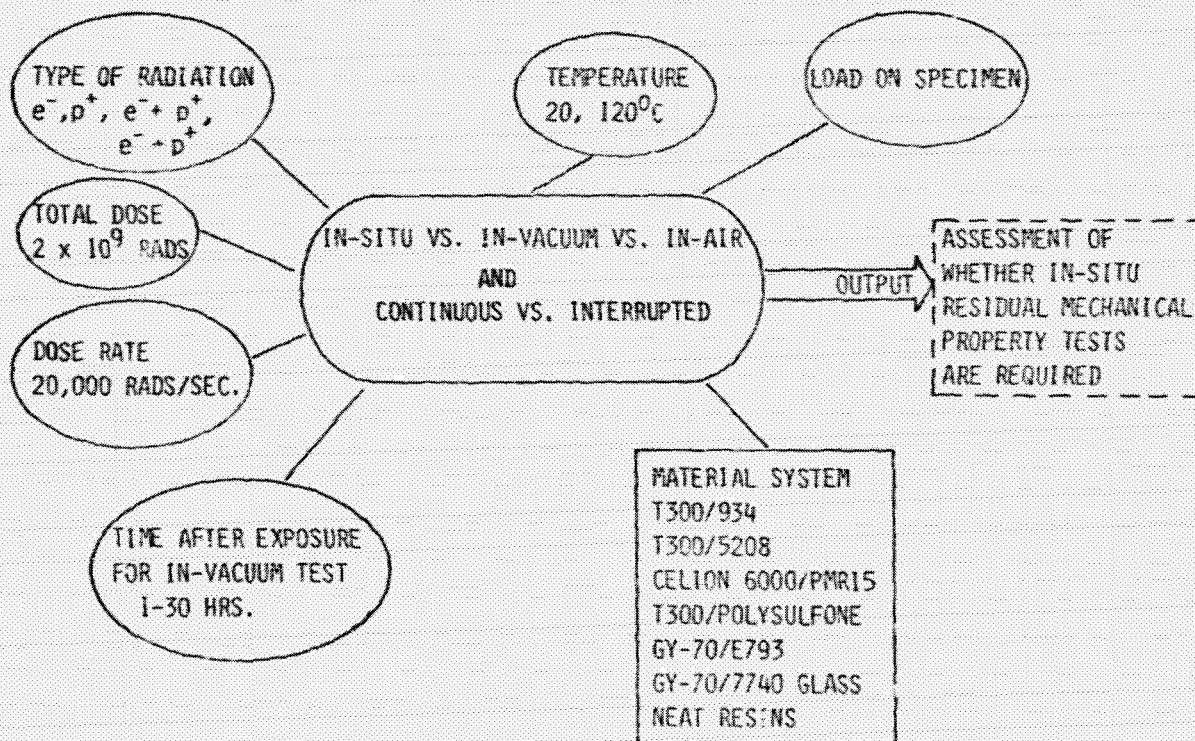 TYPE OF RADIATION
e⁻,p⁺, e⁻+ p⁺,
e⁻ → p⁺
TEMPERATURE
20, 120⁰C
LOAD ON SPECIMEN
TOTAL DOSE
2 x 10⁹ RADS
IN-SITU VS. IN-VACUUM VS. IN-AIR
AND
CONTINUOUS VS. INTERRUPTED
OUTPUT
ASSESSMENT OF
WHETHER IN-SITU
RESIDUAL MECHANICAL
PROPERTY TESTS
ARE REQUIRED
DOSE RATE
20,000 RADS/SEC.
TIME AFTER EXPOSURE
FOR IN-VACUUM TEST
1-30 HRS.
MATERIAL SYSTEM
T300/934
T300/5208
CELION 6000/PMR15
T300/POLYSULFONE
GY-70/E793
GY-70/7740 GLASS
NEAT RESINS